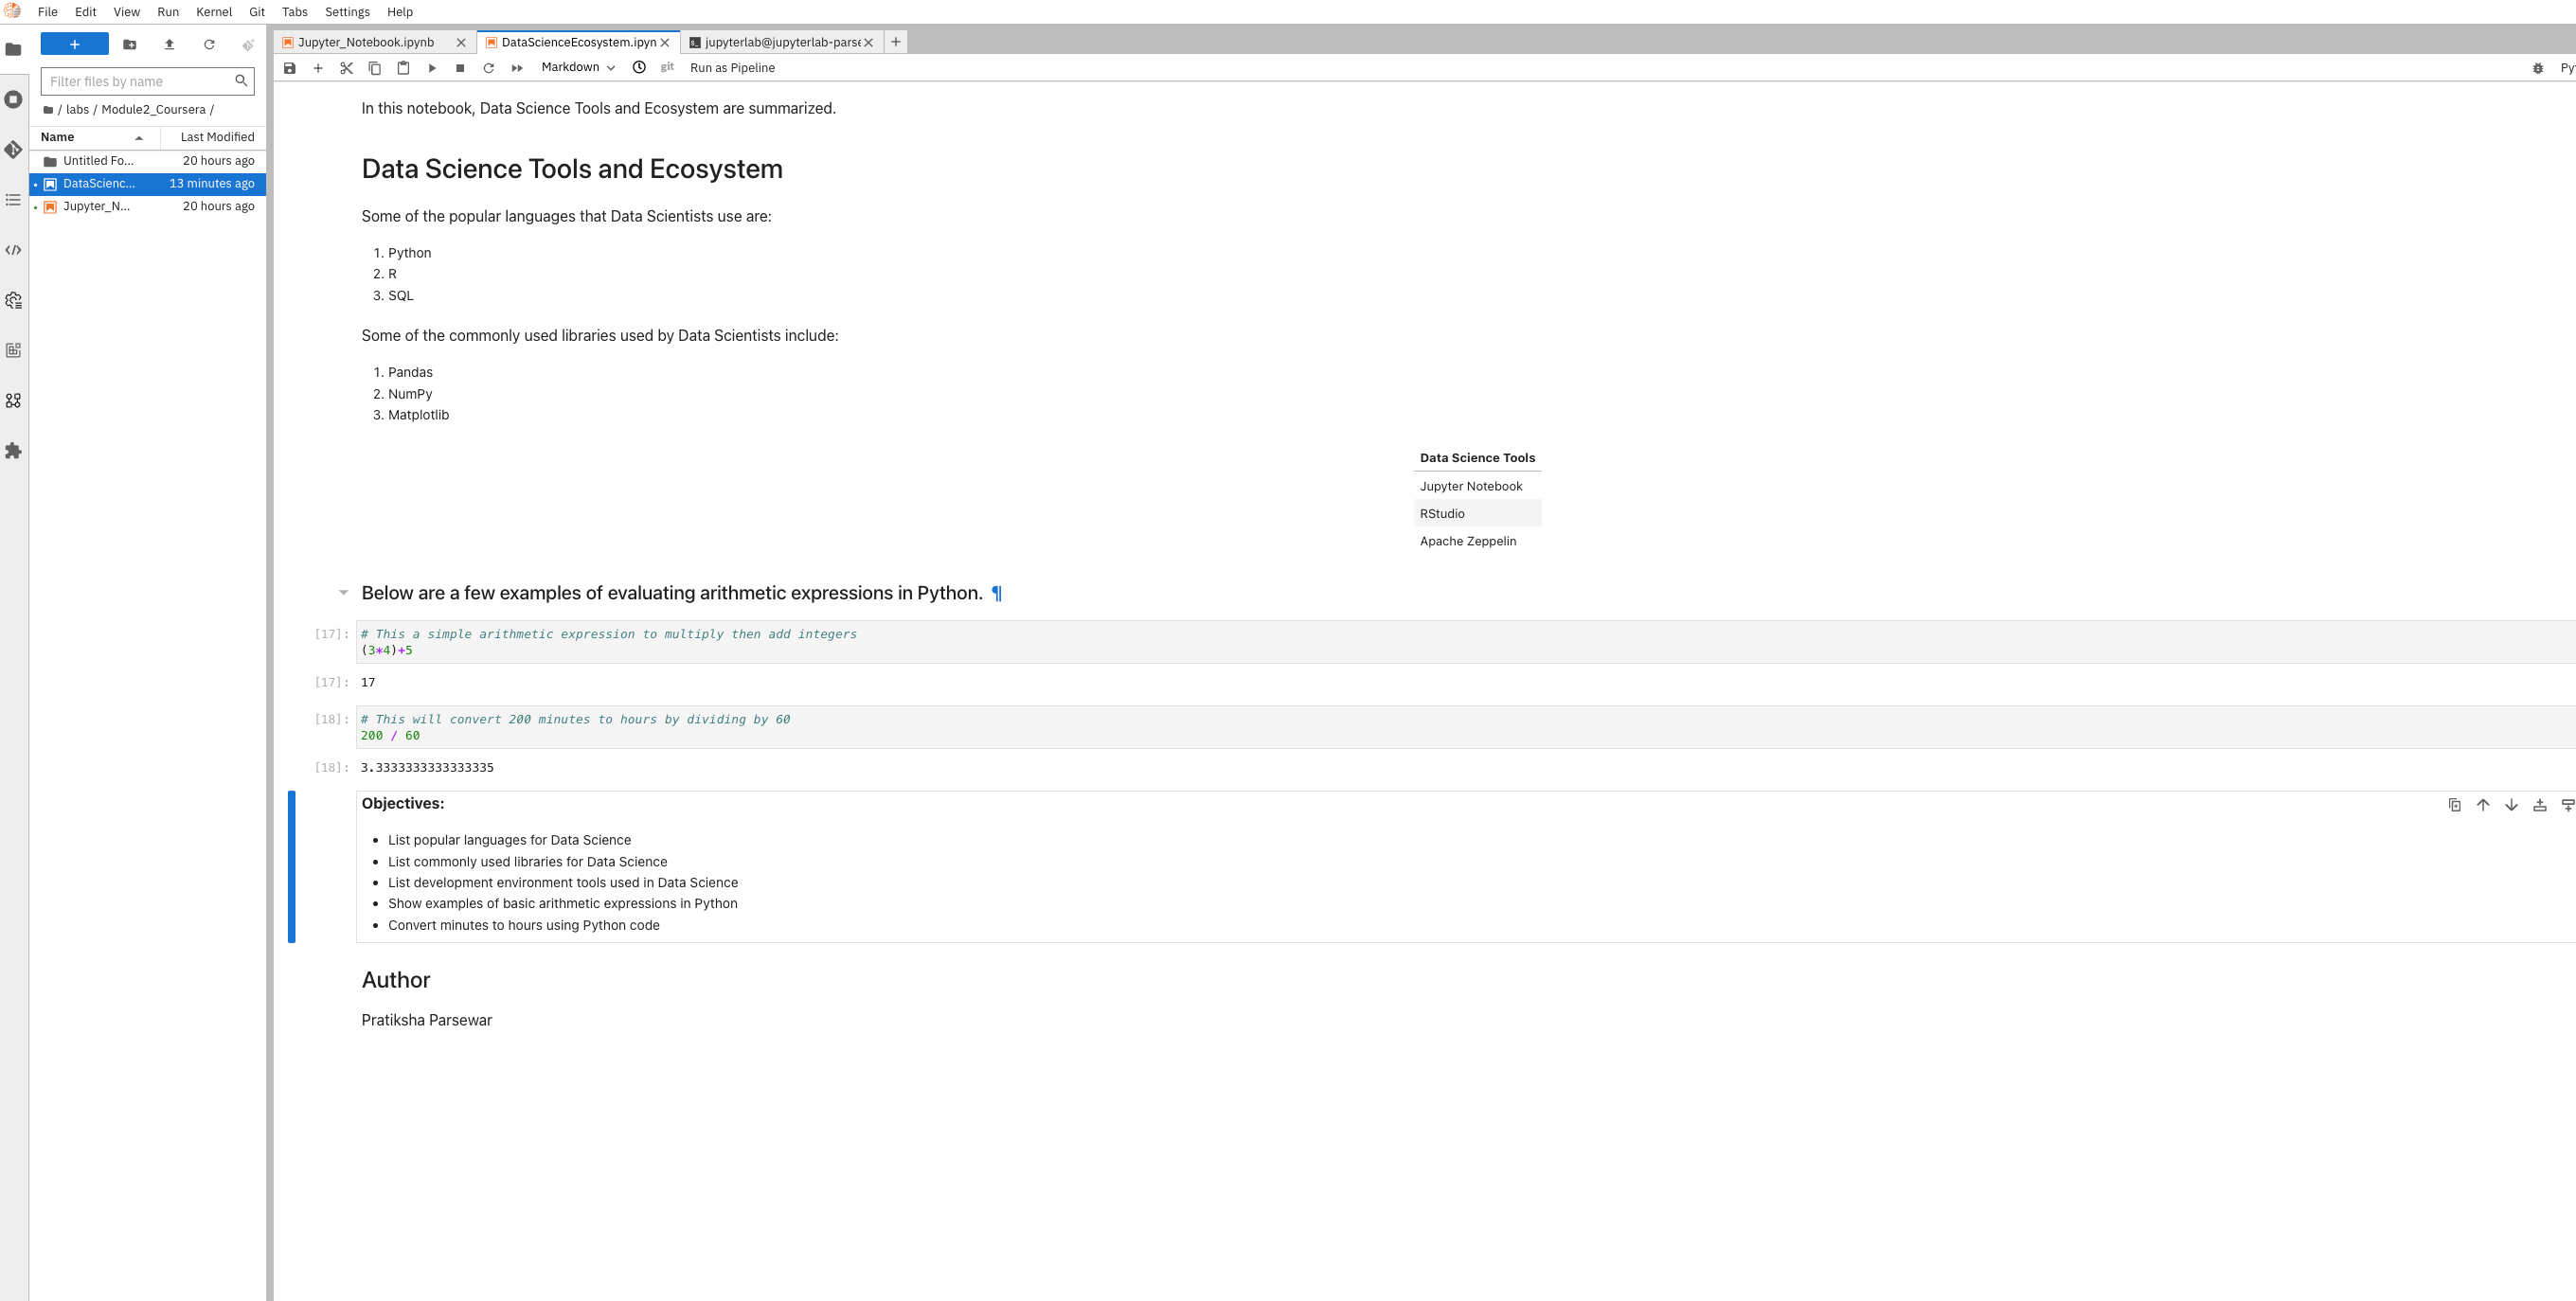 File Edit View Run Kernel Git Tabs Settings Help
+
Filter files by name
/ labs / Module2_Coursera /
Name Last Modified
Untitled Fo... 20 hours ago
DataScienc... 13 minutes ago
Jupyter_N... 20 hours ago
Jupyter_Notebook.ipynb DataScienceEcosystem.ipyn jupyterlab@jupyterlab-parse
Markdown git Run as Pipeline Py
In this notebook, Data Science Tools and Ecosystem are summarized.
Data Science Tools and Ecosystem
Some of the popular languages that Data Scientists use are:
1. Python
2. R
3. SQL
Some of the commonly used libraries used by Data Scientists include:
1. Pandas
2. NumPy
3. Matplotlib
Data Science Tools
Jupyter Notebook
RStudio
Apache Zeppelin
Below are a few examples of evaluating arithmetic expressions in Python. ¶
[17]: # This a simple arithmetic expression to multiply then add integers
(3*4)+5
[17]: 17
[18]: # This will convert 200 minutes to hours by dividing by 60
200 / 60
[18]: 3.3333333333333335
Objectives:
• List popular languages for Data Science
• List commonly used libraries for Data Science
• List development environment tools used in Data Science
• Show examples of basic arithmetic expressions in Python
• Convert minutes to hours using Python code
Author
Pratiksha Parsewar